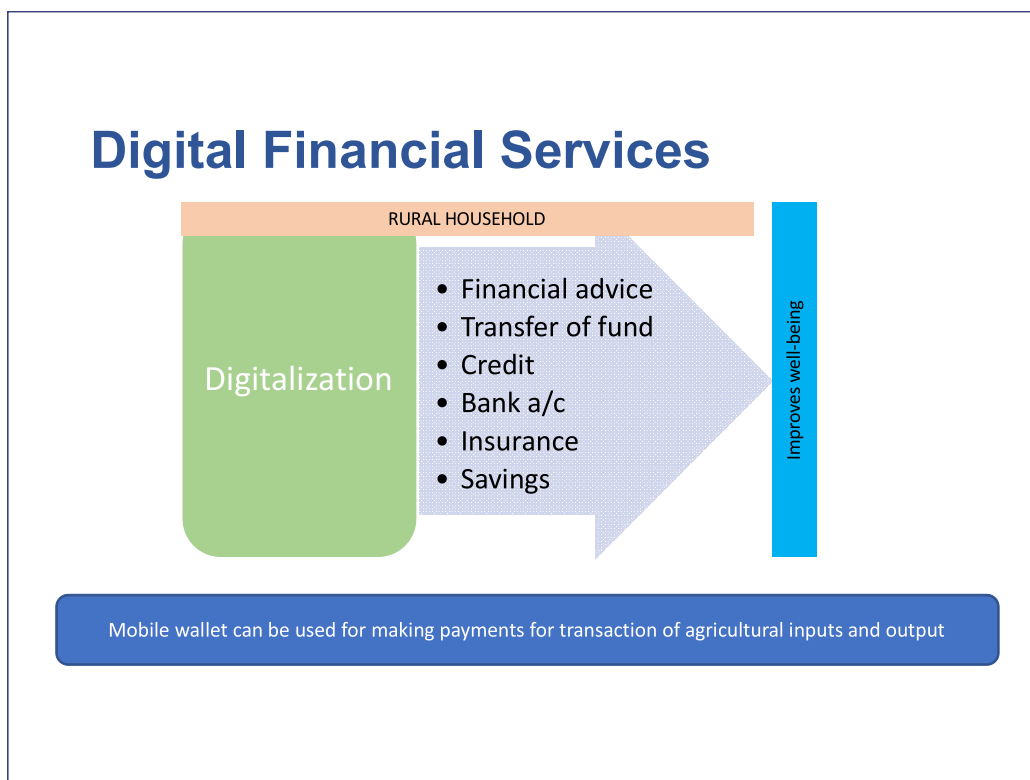 Digital Financial Services
RURAL HOUSEHOLD
Digitalization
• Financial advice
• Transfer of fund
• Credit
• Bank a/c
• Insurance
• Savings
Improves well-being
Mobile wallet can be used for making payments for transaction of agricultural inputs and output